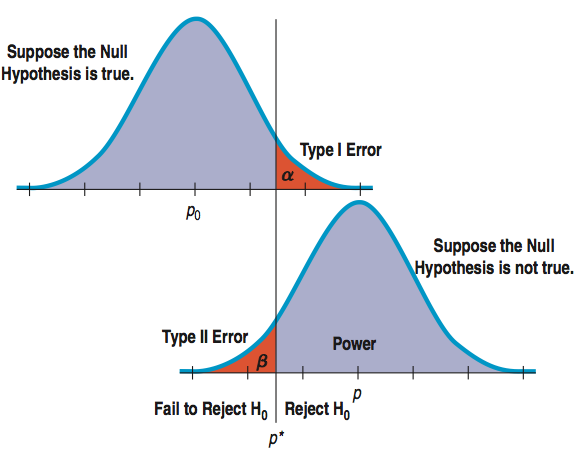 Suppose the Null
Hypothesis is true.
Type I Error
α
p₀
Suppose the Null
Hypothesis is not true.
Type II Error
β
Power
p
Fail to Reject H₀
Reject H₀
p*